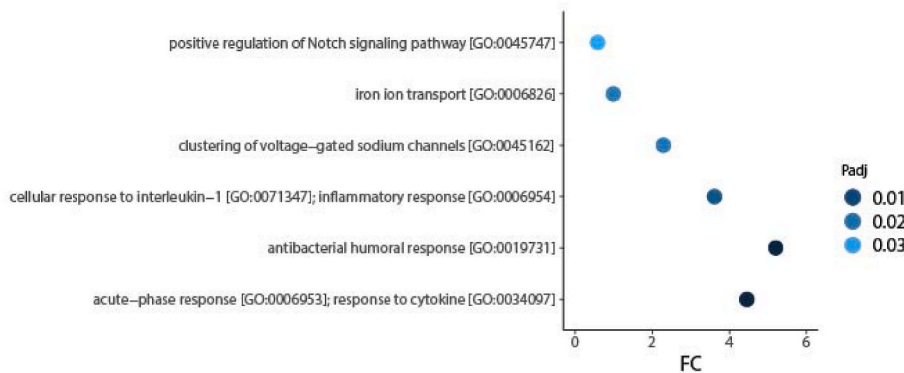 positive regulation of Notch signaling pathway [GO:0045747]
iron ion transport [GO:0006826]
clustering of voltage-gated sodium channels [GO:0045162]
cellular response to interleukin-1 [GO:0071347]; inflammatory response [GO:0006954]
antibacterial humoral response [GO:0019731]
acute-phase response [GO:0006953]; response to cytokine [GO:0034097]
Padj
0.01
0.02
0.03
0 2 4 6
FC